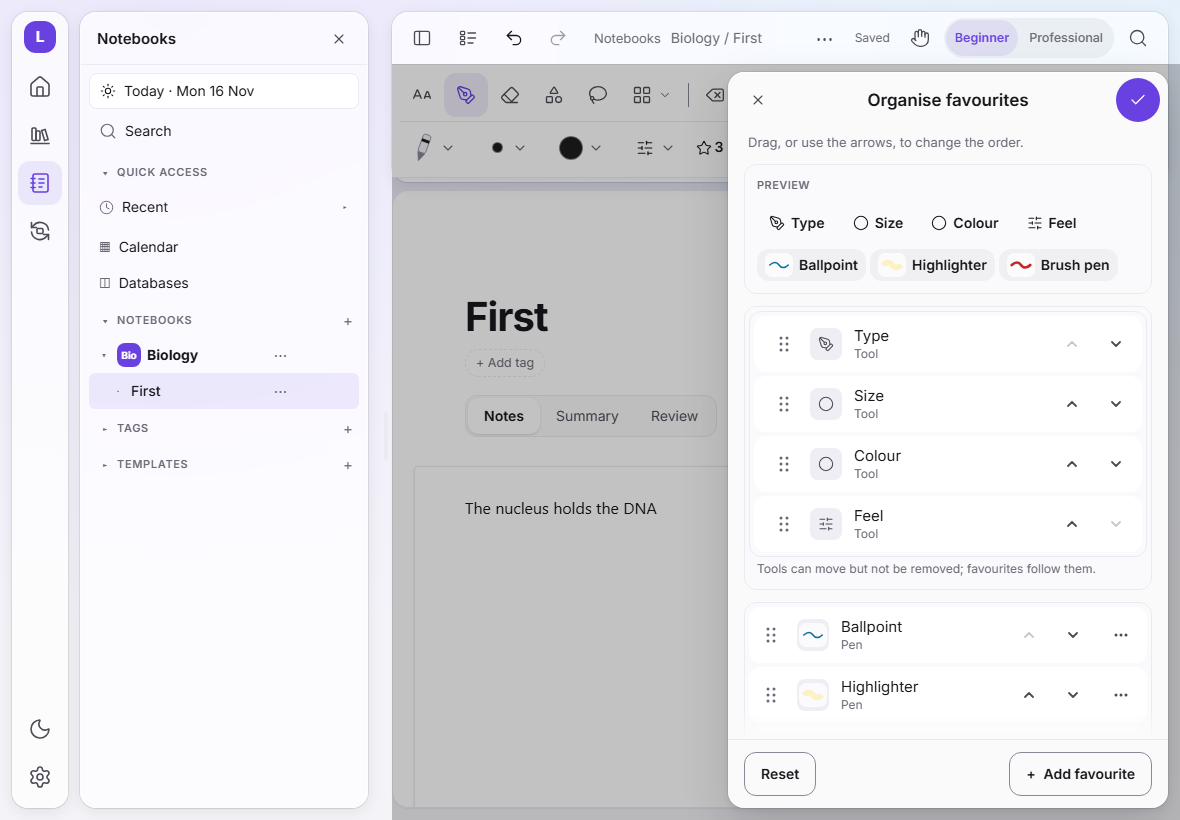 L
Notebooks
Today · Mon 16 Nov
Search
QUICK ACCESS
Recent
Calendar
Databases
NOTEBOOKS
Bio Biology
First
TAGS
TEMPLATES
Notebooks Biology / First
Saved
Beginner Professional
AA
3
First
+ Add tag
Notes Summary Review
The nucleus holds the DNA
Organise favourites
Drag, or use the arrows, to change the order.
PREVIEW
Type Size Colour Feel
Ballpoint Highlighter Brush pen
Type
Tool
Size
Tool
Colour
Tool
Feel
Tool
Tools can move but not be removed; favourites follow them.
Ballpoint
Pen
Highlighter
Pen
Reset + Add favourite